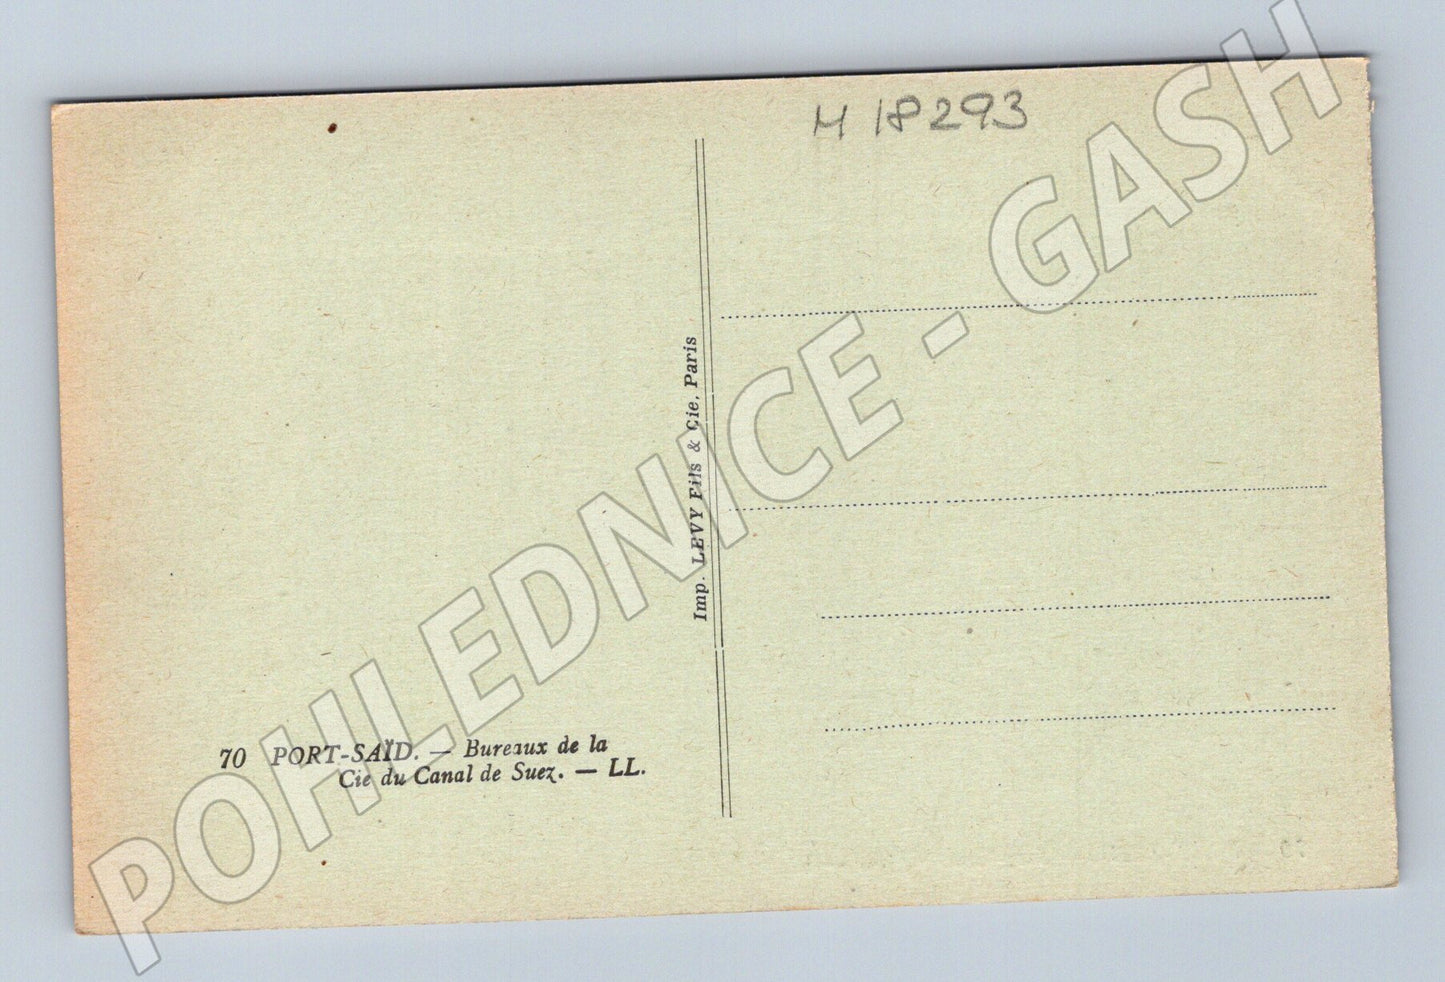 M 18293
Imp. LEVY Fils & Cie, Paris
70 PORT-SAÏD. — Bureaux de la
Cie du Canal de Suez. — LL.
POHLEDNICE - GASH